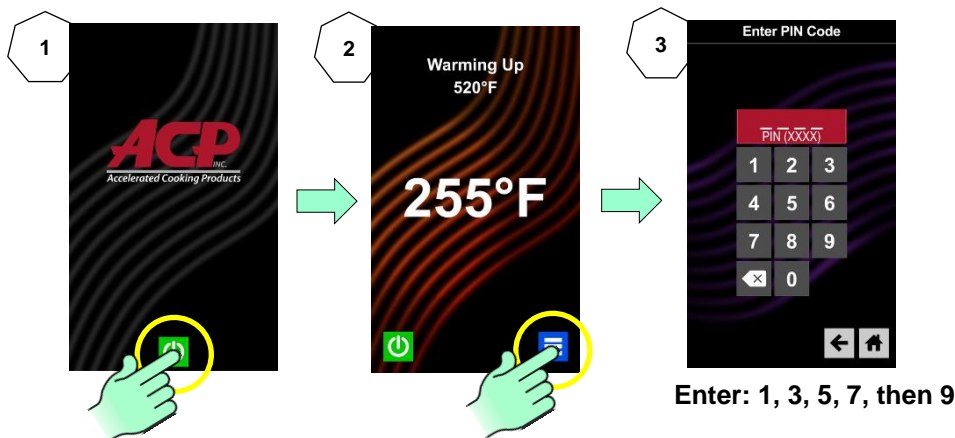 1
ACP
INC.
Accelerated Cooking Products
2
Warming Up
520°F
255°F
3
Enter PIN Code
PIN (XXXX)
1 2 3
4 5 6
7 8 9
0
Enter: 1, 3, 5, 7, then 9